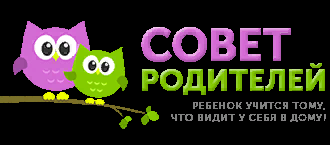 СОВЕТ
РОДИТЕЛЕЙ
РЕБЕНОК УЧИТСЯ ТОМУ,
ЧТО ВИДИТ У СЕБЯ В ДОМУ!